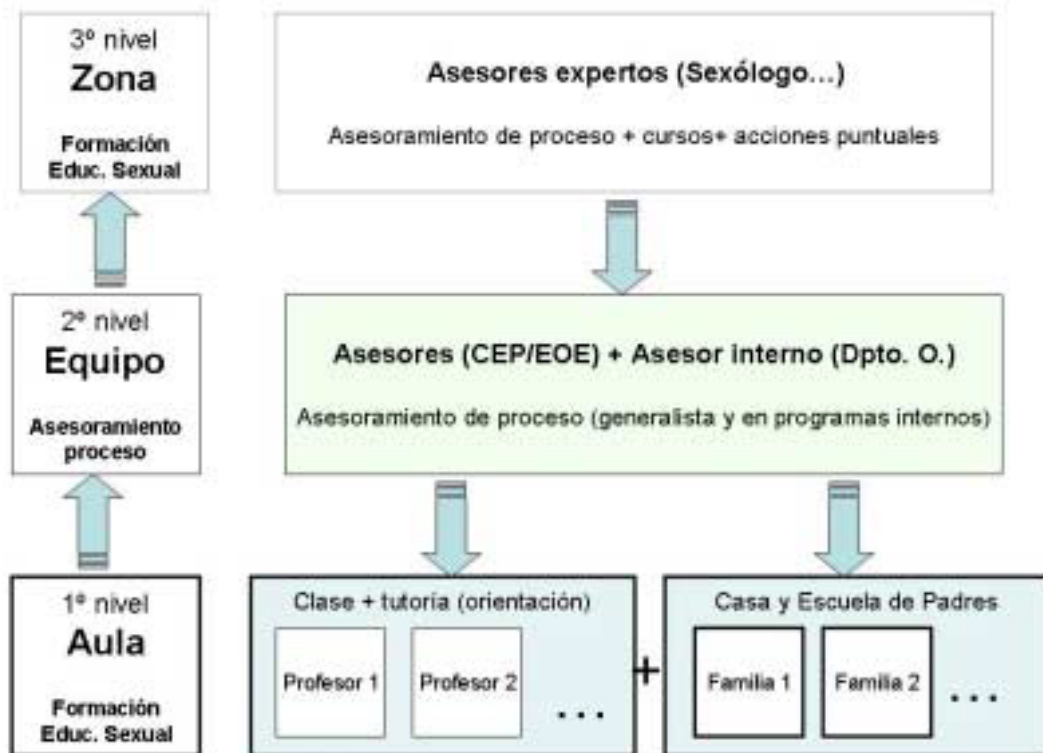 3º nivel
Zona
Formación
Educ. Sexual
Asesores expertos (Sexólogo...)
Asesoramiento de proceso + cursos+ acciones puntuales
2º nivel
Equipo
Asesoramiento
proceso
Asesores (CEP/EOE) + Asesor interno (Dpto. O.)
Asesoramiento de proceso (generalista y en programas internos)
1º nivel
Aula
Formación
Educ. Sexual
Clase + tutoría (orientación)
Profesor 1
Profesor 2
...
+
Casa y Escuela de Padres
Familia 1
Familia 2
...